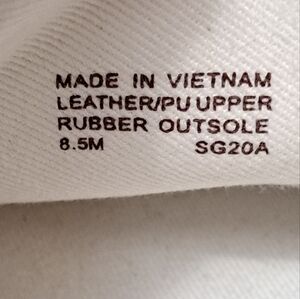 MADE IN VIETNAM
LEATHER/PU UPPER
RUBBER OUTSOLE
8.5M SG20A